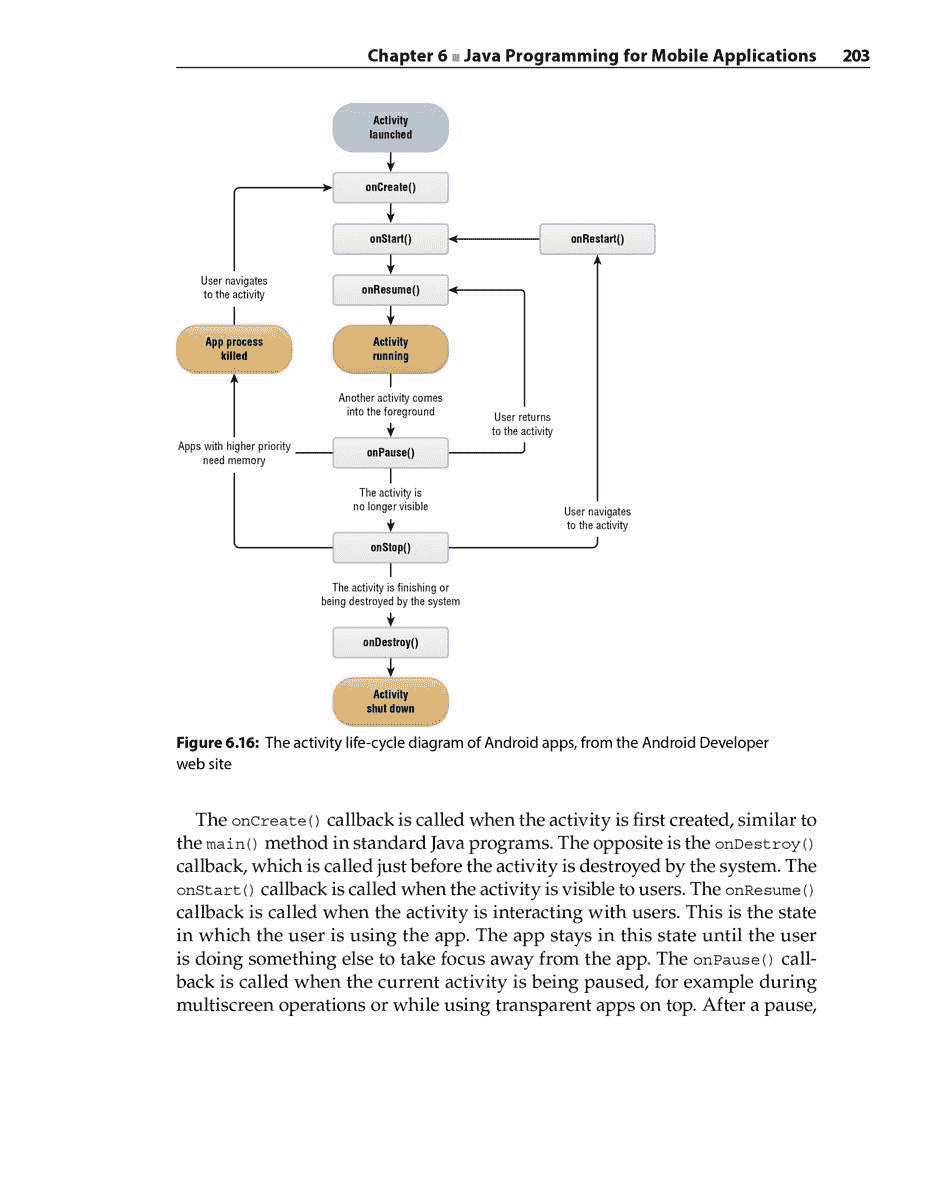 Chapter 6 ■ Java Programming for Mobile Applications 203
Activity
launched
onCreate()
onStart()
onRestart()
User navigates
to the activity
onResume()
App process
killed
Activity
running
Another activity comes
into the foreground
User returns
to the activity
Apps with higher priority
need memory
onPause()
The activity is
no longer visible
User navigates
to the activity
onStop()
The activity is finishing or
being destroyed by the system
onDestroy()
Activity
shut down
Figure 6.16: The activity life-cycle diagram of Android apps, from the Android Developer
web site
The onCreate() callback is called when the activity is first created, similar to
the main() method in standard Java programs. The opposite is the onDestroy()
callback, which is called just before the activity is destroyed by the system. The
onStart() callback is called when the activity is visible to users. The onResume()
callback is called when the activity is interacting with users. This is the state
in which the user is using the app. The app stays in this state until the user
is doing something else to take focus away from the app. The onPause() call-
back is called when the current activity is being paused, for example during
multiscreen operations or while using transparent apps on top. After a pause,